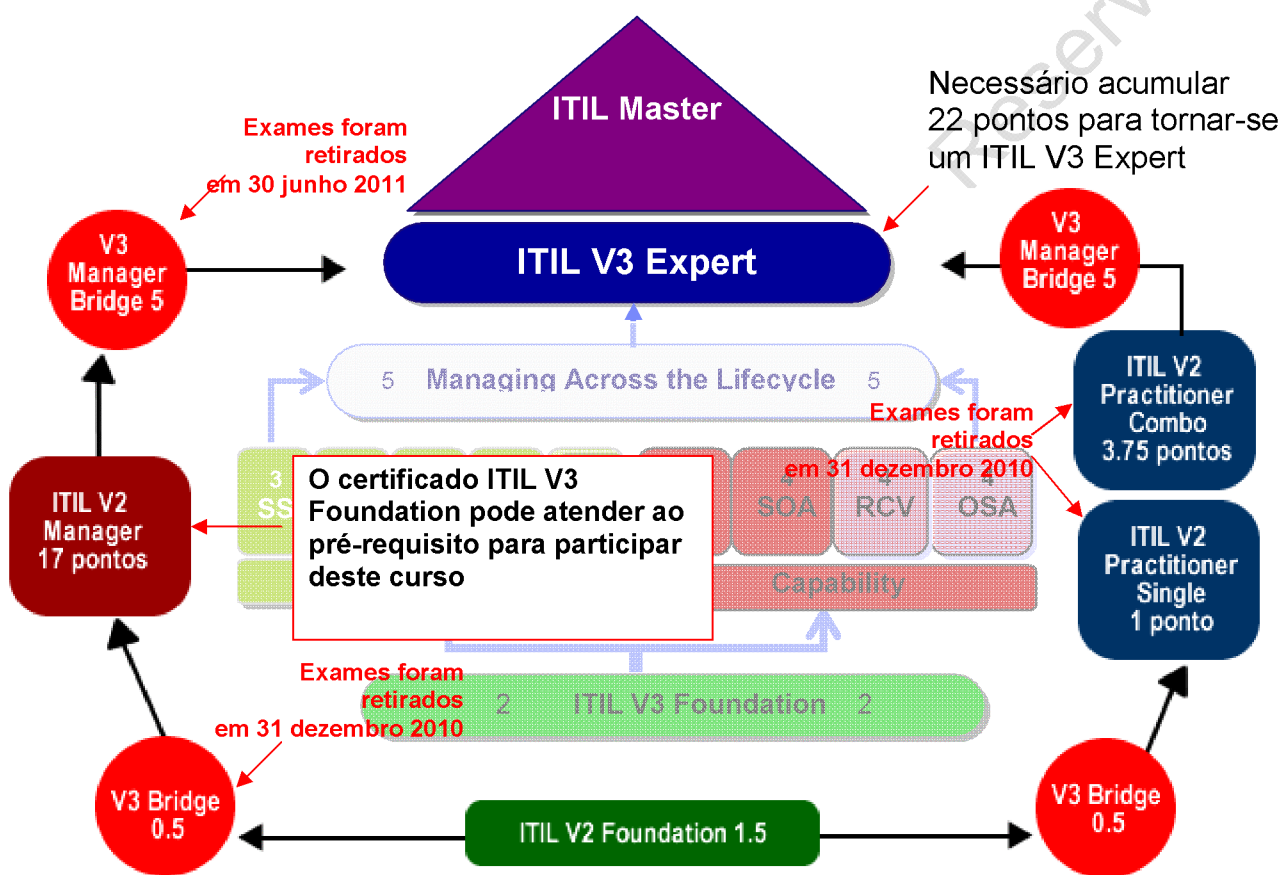 Reserv
ITIL Master
Necessário acumular
22 pontos para tornar-se
um ITIL V3 Expert
Exames foram
retirados
em 30 junho 2011
V3
Manager
Bridge 5
ITIL V3 Expert
V3
Manager
Bridge 5
5 Managing Across the Lifecycle 5
ITIL V2
Practitioner
Combo
3.75 pontos
Exames foram
retirados
em 31 dezembro 2010
3
SS
4
SOA
4
RCV
4
OSA
O certificado ITIL V3
Foundation pode atender ao
pré-requisito para participar
deste curso
ITIL V2
Manager
17 pontos
ITIL V2
Practitioner
Single
1 ponto
Capability
Exames foram
retirados
em 31 dezembro 2010
2 ITIL V3 Foundation 2
V3 Bridge
0.5
ITIL V2 Foundation 1.5
V3 Bridge
0.5